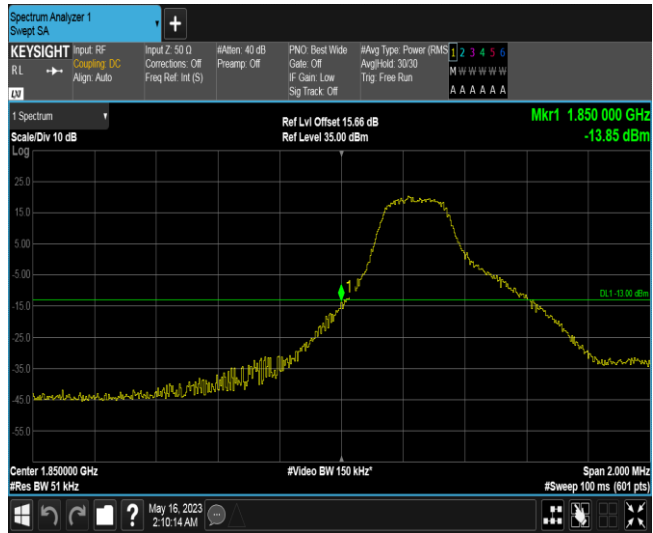 Spectrum Analyzer 1
Swept SA
+
KEYSIGHT
RL
LXI
Input: RF
Coupling: DC
Align: Auto
Input Z: 50 Ω
Corrections: Off
Freq Ref: Int (S)
#Atten: 40 dB
Preamp: Off
PNO: Best Wide
Gate: Off
IF Gain: Low
Sig Track: Off
#Avg Type: Power (RMS
Avg|Hold: 30/30
Trig: Free Run
1 2 3 4 5 6
M W W W W W
A A A A A A
1 Spectrum
Scale/Div 10 dB
Ref Lvl Offset 15.66 dB
Ref Level 35.00 dBm
Mkr1 1.850 000 GHz
-13.85 dBm
Log
25.0
15.0
5.00
-5.00
1
DL1 -13.00 dBm
-15.0
-25.0
-35.0
-45.0
-55.0
Center 1.85000 GHz
#Res BW 51 kHz
#Video BW 150 kHz*
Span 2.000 MHz
#Sweep 100 ms (601 pts)
?
May 16, 2023
2:10:14 AM